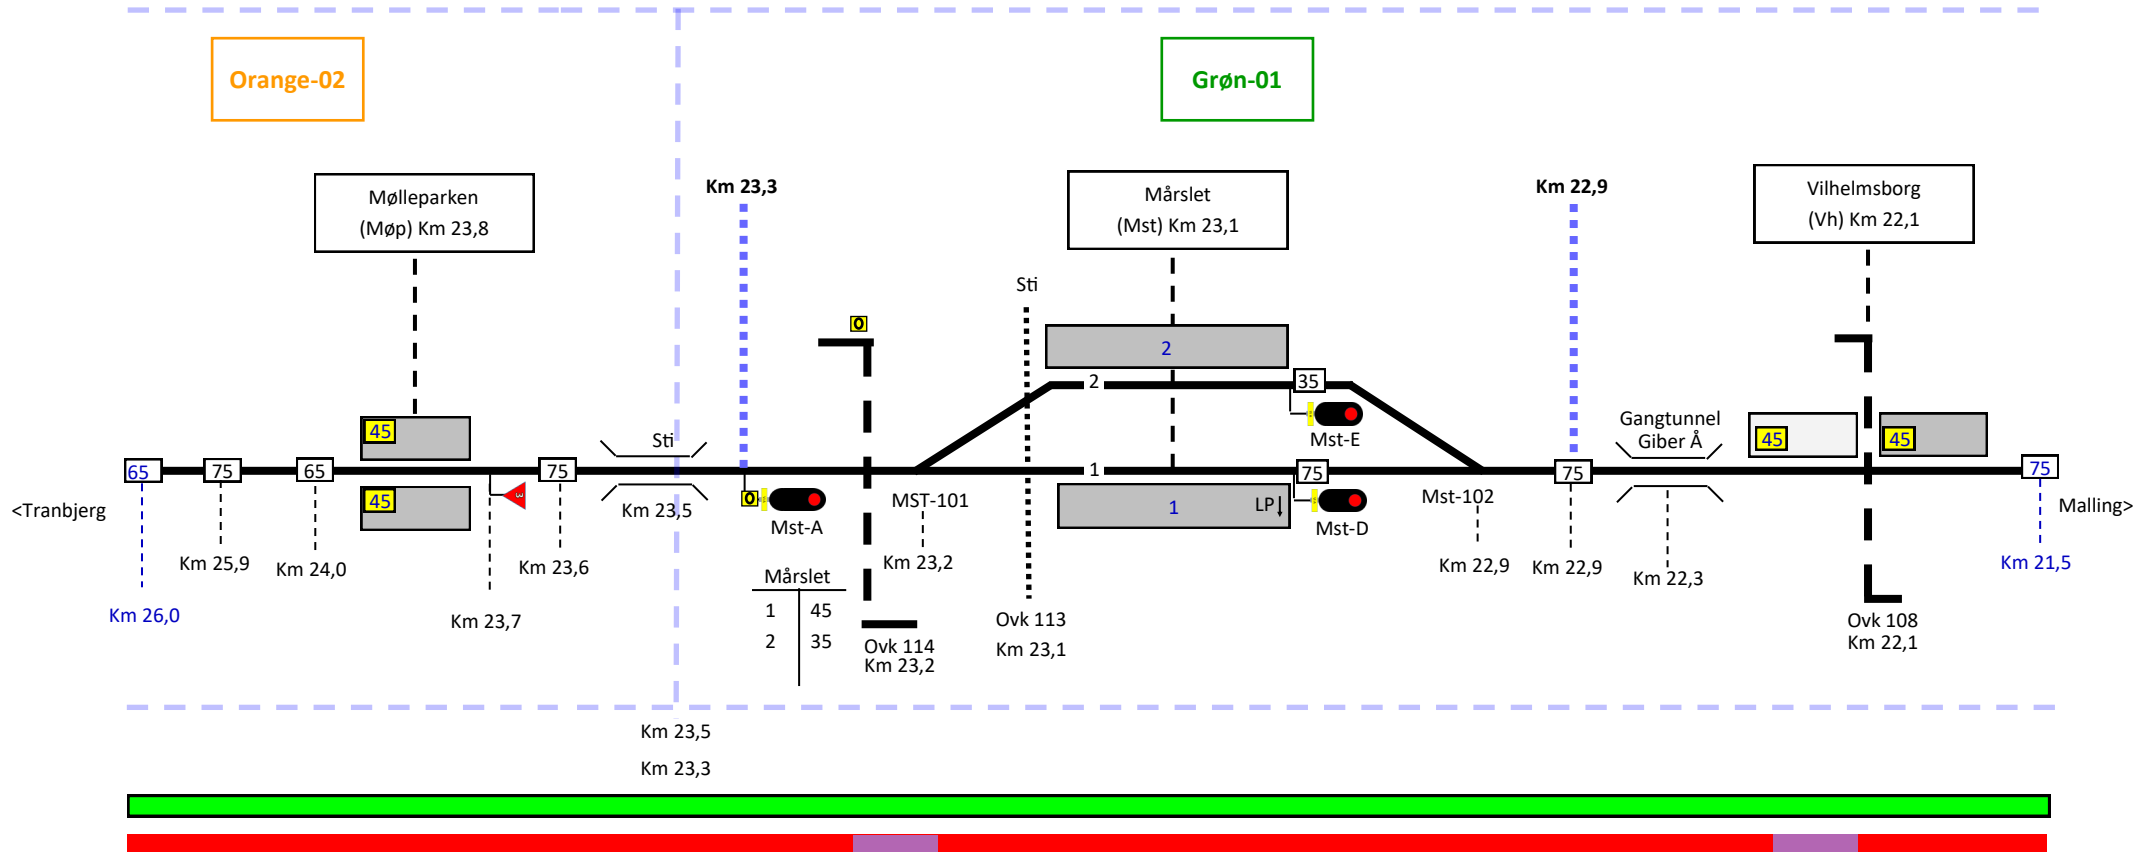 Orange-02
Grøn-01
Mølleparken
(Møp) Km 23,8
Km 23,3
Mårslet
(Mst) Km 23,1
Km 22,9
Vilhelmsborg
(Vh) Km 22,1
Sti
0
2
2
35
Mst-E
45
Sti
Gangtunnel
Giber Å
45
45
65
75
65
75
1
75
75
75
<Tranbjerg
45
3
Km 23,5
0
Mst-A
MST-101
1
LP↓
Mst-D
Mst-102
Malling>
Km 26,0
Km 25,9
Km 24,0
Km 23,7
Km 23,6
Mårslet
1 45
2 35
Km 23,2
Ovk 114
Km 23,2
Ovk 113
Km 23,1
Km 22,9
Km 22,9
Km 22,3
Ovk 108
Km 22,1
Km 21,5
Km 23,5
Km 23,3